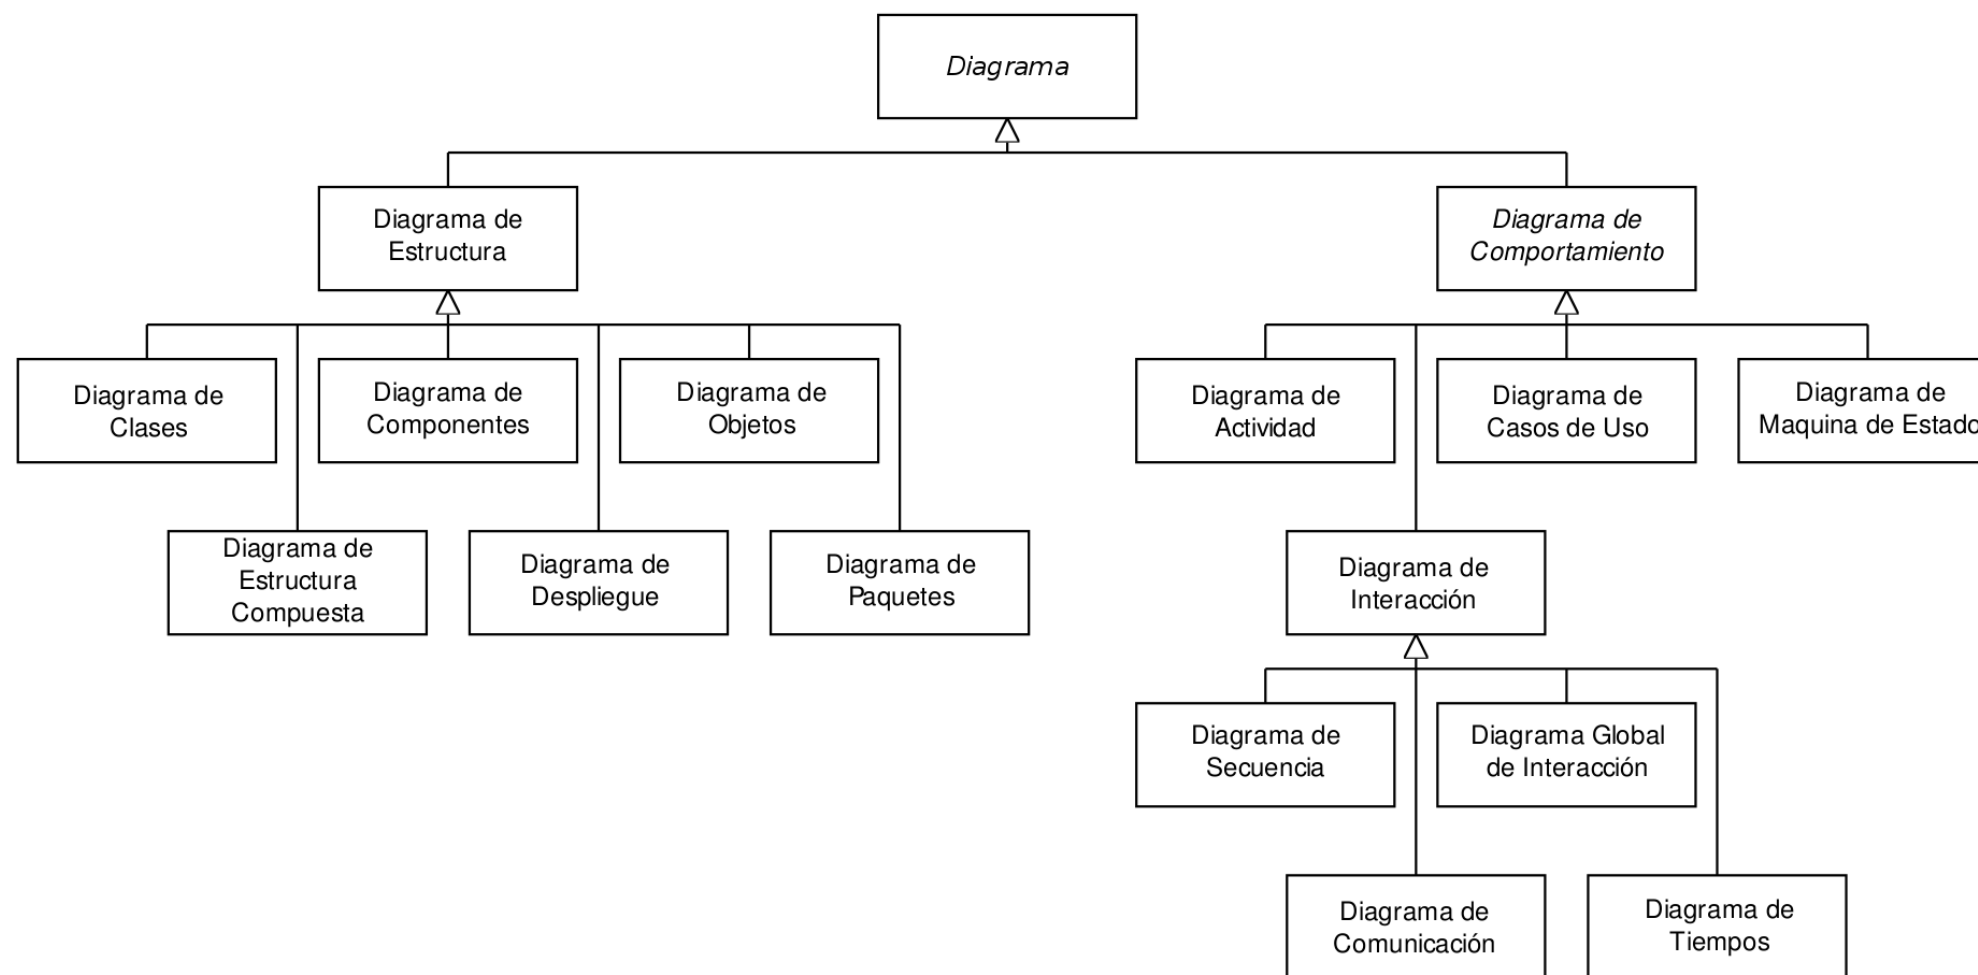 Diagrama
Diagrama de
Estructura
Diagrama de
Comportamiento
Diagrama de
Clases
Diagrama de
Componentes
Diagrama de
Objetos
Diagrama de
Actividad
Diagrama de
Casos de Uso
Diagrama de
Maquina de Estado
Diagrama de
Estructura
Compuesta
Diagrama de
Despliegue
Diagrama de
Paquetes
Diagrama de
Interacción
Diagrama de
Secuencia
Diagrama Global
de Interacción
Diagrama de
Comunicación
Diagrama de
Tiempos